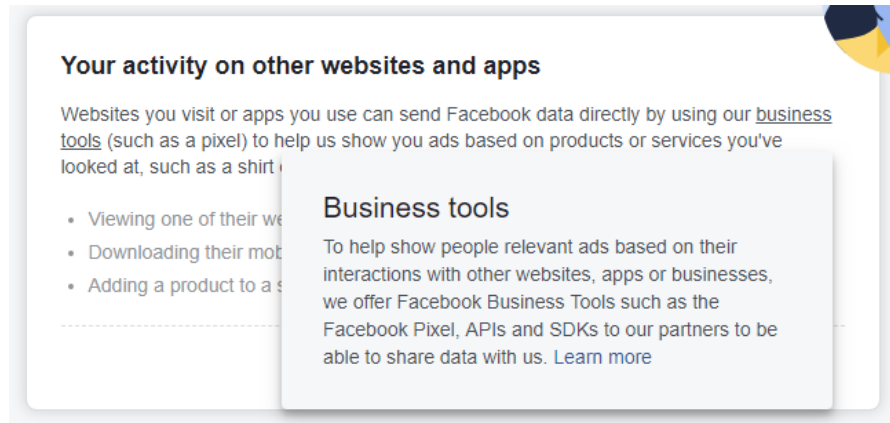 Your activity on other websites and apps
Websites you visit or apps you use can send Facebook data directly by using our business
tools (such as a pixel) to help us show you ads based on products or services you've
looked at, such as a shirt
• Viewing one of their
• Downloading their
• Adding a product to a
Business tools
To help show people relevant ads based on their
interactions with other websites, apps or businesses,
we offer Facebook Business Tools such as the
Facebook Pixel, APIs and SDKs to our partners to be
able to share data with us. Learn more